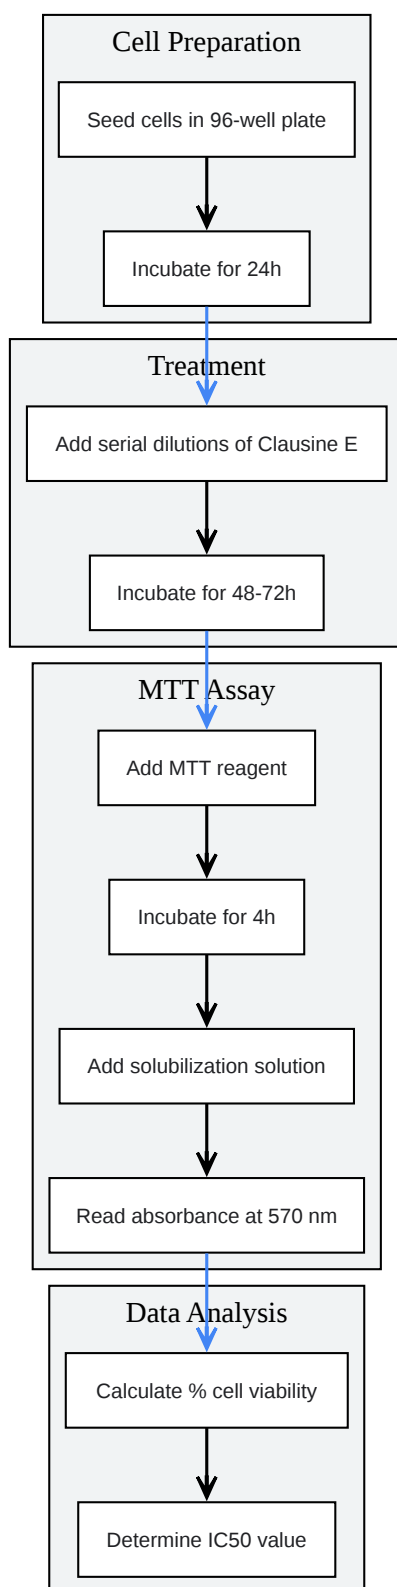 Cell Preparation
Seed cells in 96-well plate
Incubate for 24h
Treatment
Add serial dilutions of Clausine E
Incubate for 48-72h
MTT Assay
Add MTT reagent
Incubate for 4h
Add solubilization solution
Read absorbance at 570 nm
Data Analysis
Calculate % cell viability
Determine IC50 value